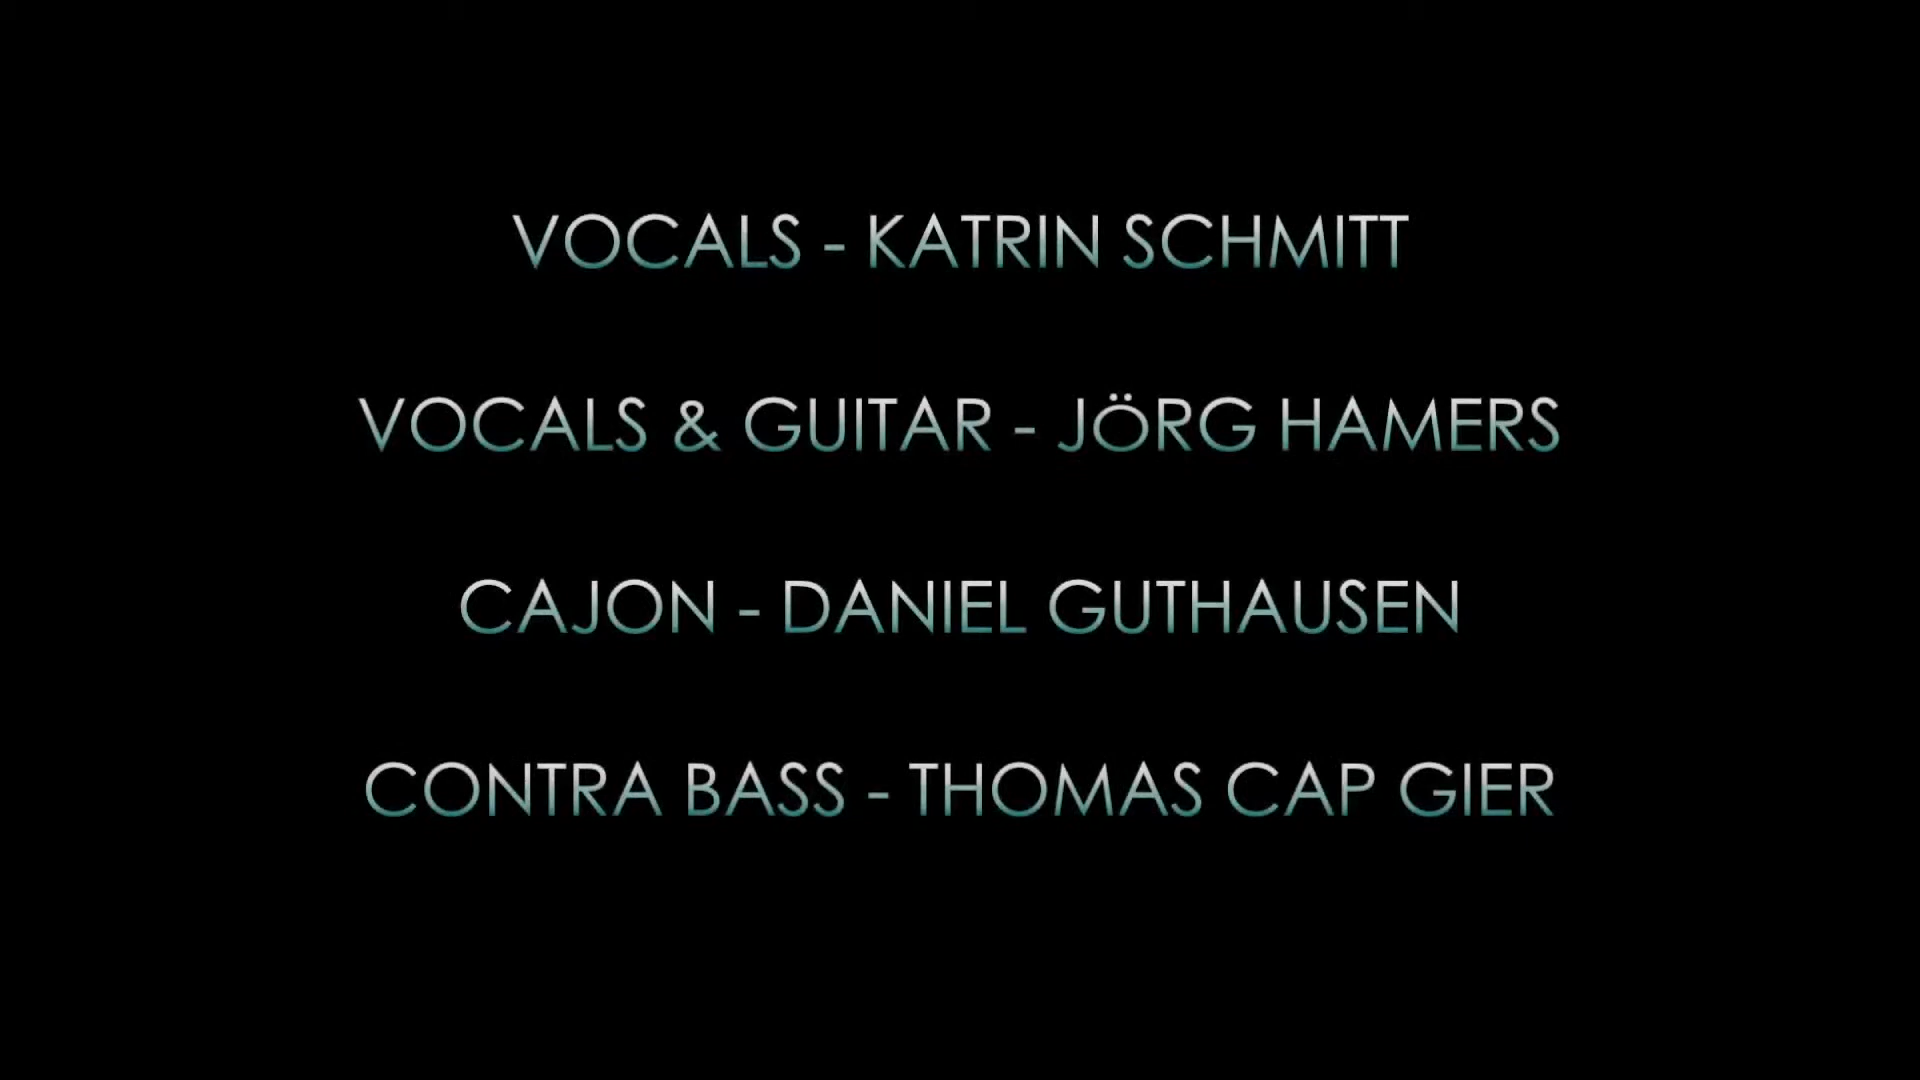 VOCALS - KATRIN SCHMITT
VOCALS & GUITAR - JÖRG HAMERS
CAJON - DANIEL GUTHAUSEN
CONTRA BASS - THOMAS CAP GIER